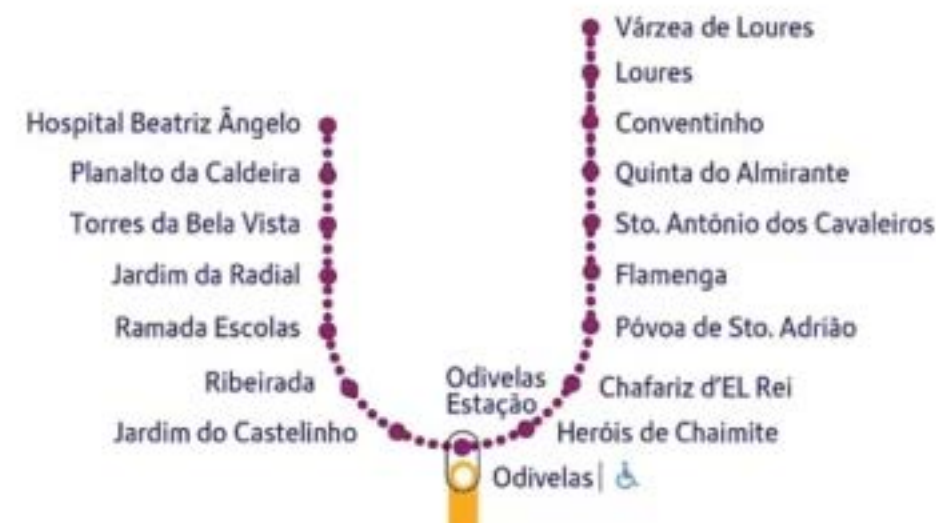 Várzea de Loures
Loures
Conventinho
Quinta do Almirante
Sto. António dos Cavaleiros
Flamenga
Póvoa de Sto. Adrião
Chafariz d'EL Rei
Heróis de Chaimite
Odivelas
Estação
Hospital Beatriz Ângelo
Planalto da Caldeira
Torres da Bela Vista
Jardim da Radial
Ramada Escolas
Ribeirada
Jardim do Castelinho
Odivelas